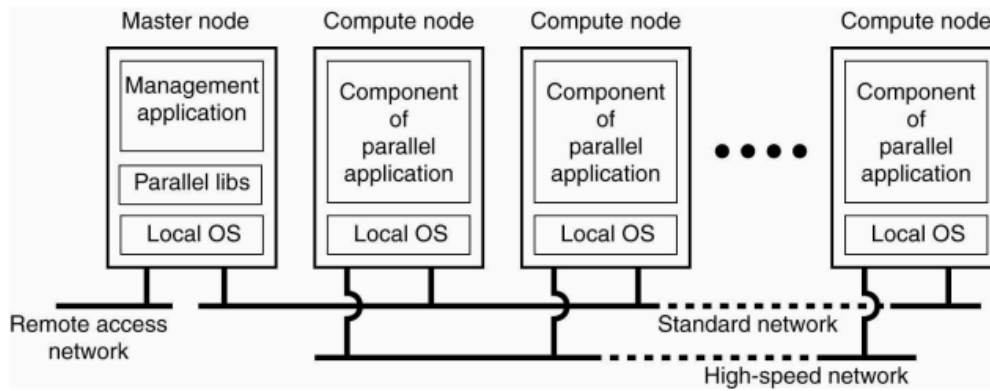 Master node
Compute node
Compute node
Compute node
Management
application
Parallel libs
Local OS
Component
of
parallel
application
Local OS
Component
of
parallel
application
Local OS
Component
of
parallel
application
Local OS
Remote access
network
Standard network
High-speed network